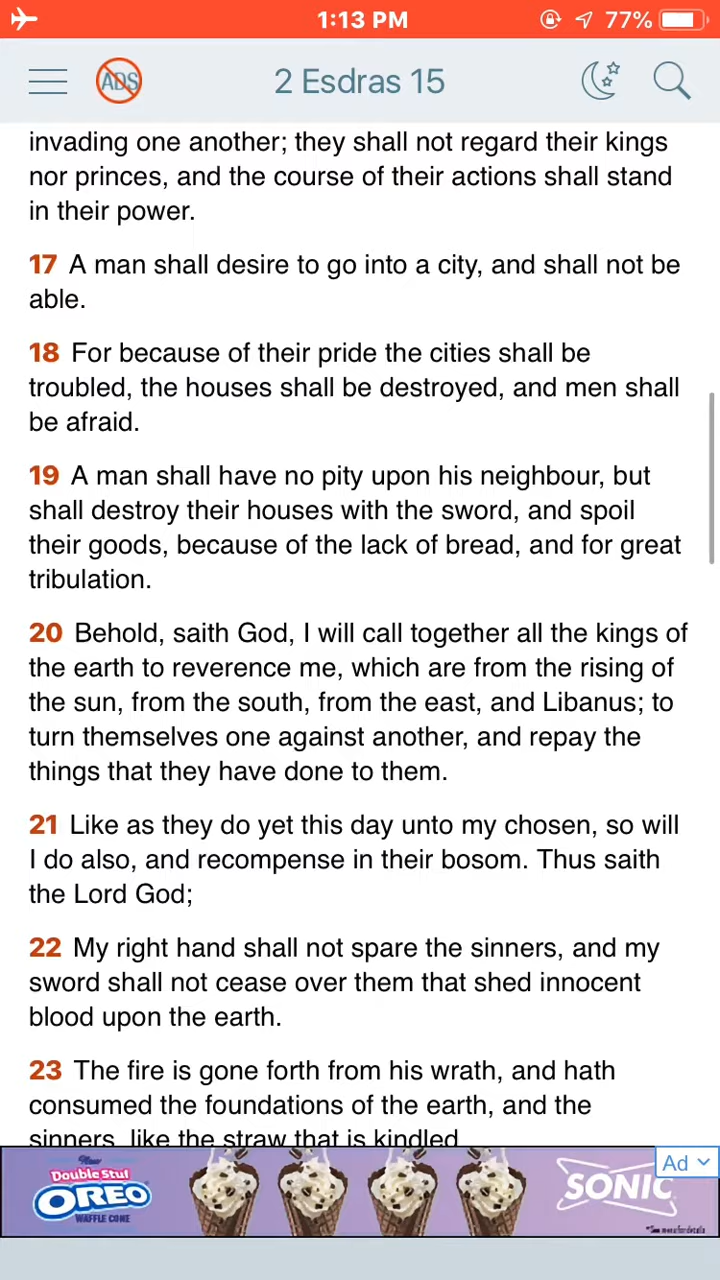 1:13 PM
77%
ADS
2 Esdras 15
invading one another; they shall not regard their kings
nor princes, and the course of their actions shall stand
in their power.
17 A man shall desire to go into a city, and shall not be
able.
18 For because of their pride the cities shall be
troubled, the houses shall be destroyed, and men shall
be afraid.
19 A man shall have no pity upon his neighbour, but
shall destroy their houses with the sword, and spoil
their goods, because of the lack of bread, and for great
tribulation.
20 Behold, saith God, I will call together all the kings of
the earth to reverence me, which are from the rising of
the sun, from the south, from the east, and Libanus; to
turn themselves one against another, and repay the
things that they have done to them.
21 Like as they do yet this day unto my chosen, so will
I do also, and recompense in their bosom. Thus saith
the Lord God;
22 My right hand shall not spare the sinners, and my
sword shall not cease over them that shed innocent
blood upon the earth.
23 The fire is gone forth from his wrath, and hath
consumed the foundations of the earth, and the
sinners, like the straw that is kindled
New
Double Stuf
OREO
WAFFLE CONE
SONIC
Ad